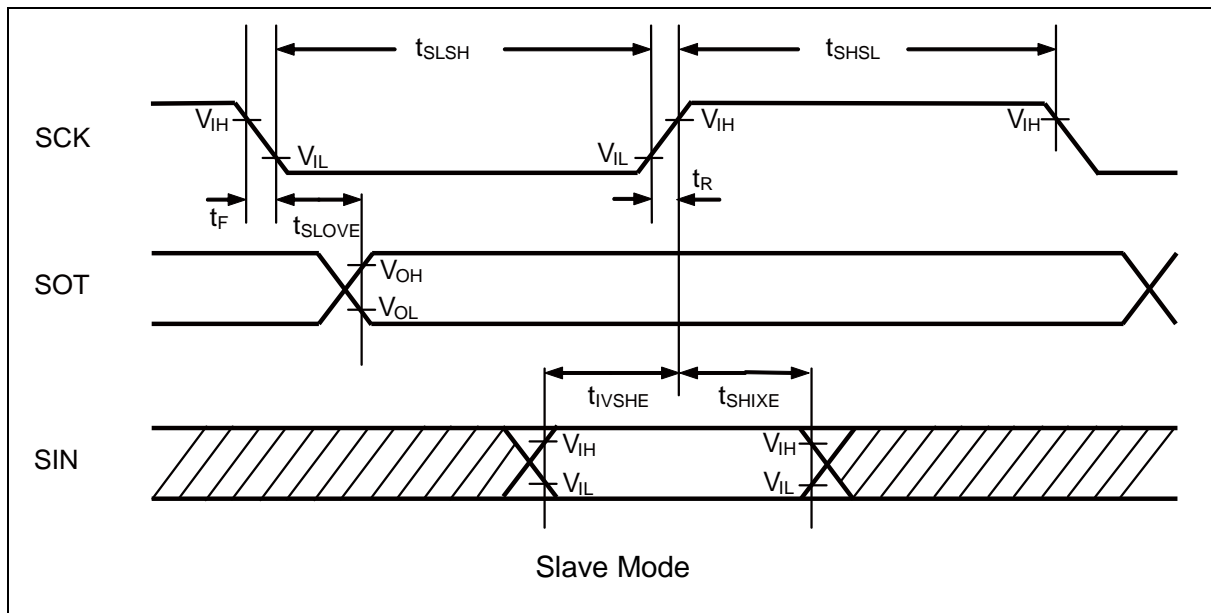 tSLSH tSHSL
SCK VIH VIL VIL VIH VIH
tF tSLOVE tR
SOT VOH VOL
tIVSHE tSHIXE
SIN VIH VIL VIH VIL
Slave Mode